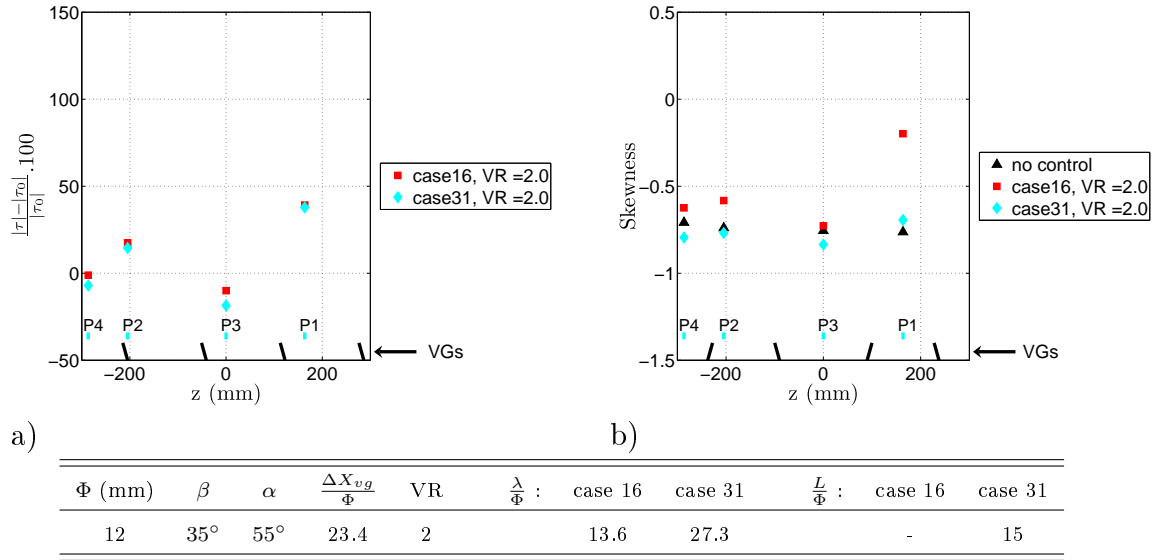 150
100
50
0
−50
−200
0
200
z (mm)
|τ|−|τ₀| / |τ₀| .100
P4
P2
P3
P1
VGs
case16, VR =2.0
case31, VR =2.0
a)
0.5
0
−0.5
−1
−1.5
−200
0
200
z (mm)
Skewness
P4
P2
P3
P1
VGs
no control
case16, VR =2.0
case31, VR =2.0
b)
Φ (mm) β α ΔX_vg/Φ VR λ/Φ : case 16 case 31 L/Φ : case 16 case 31
12 35° 55° 23.4 2 13.6 27.3 - 15